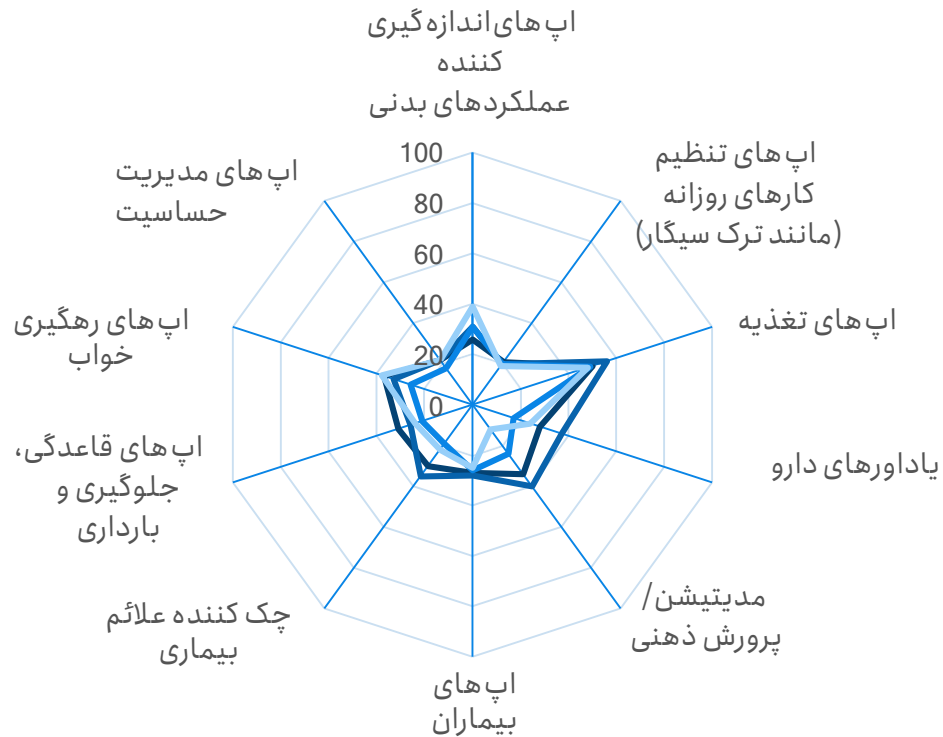 اپ‌های‌اندازه‌گیری
کننده
عملکردهای بدنی
اپ‌های تنظیم
کارهای روزانه
(مانند ترک سیگار)
اپ‌های تغذیه
یاداورهای دارو
مدیتیشن/
پرورش ذهنی
اپ‌های
بیماران
چک کننده علائم
بیماری
اپ‌های قاعدگی،
جلوگیری و
بارداری
اپ‌های رهگیری
خواب
اپ‌های مدیریت
حساسیت
100
80
60
40
20
0